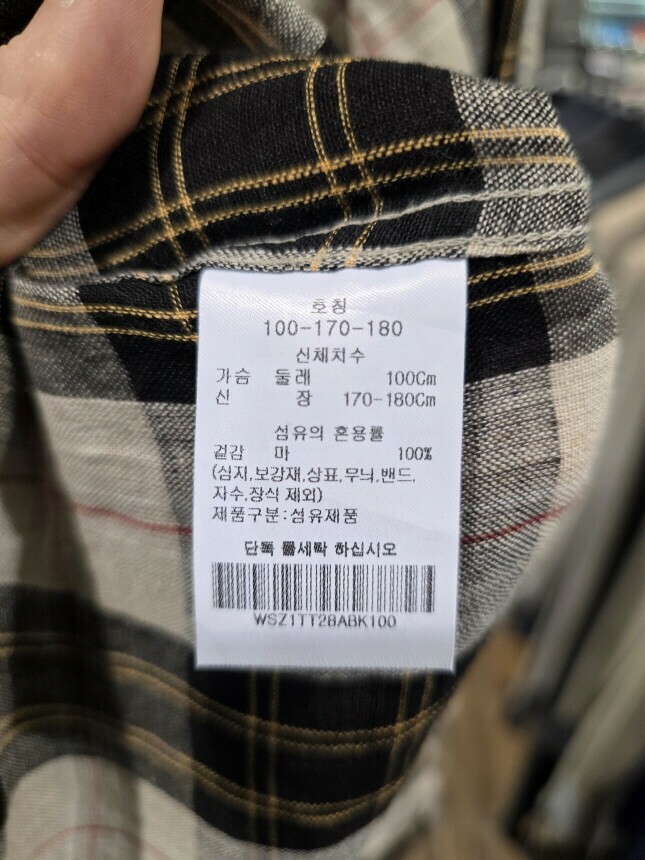 호칭
100-170-180
신체치수
가슴 둘레 100Cm
신 장 170-180Cm
섬유의 혼용률
겉감 마 100%
(심지,보강재,상표,무늬,밴드,
자수,장식 제외)
제품구분:섬유제품
단독 물세탁 하십시오
WSZ1TT28ABK100